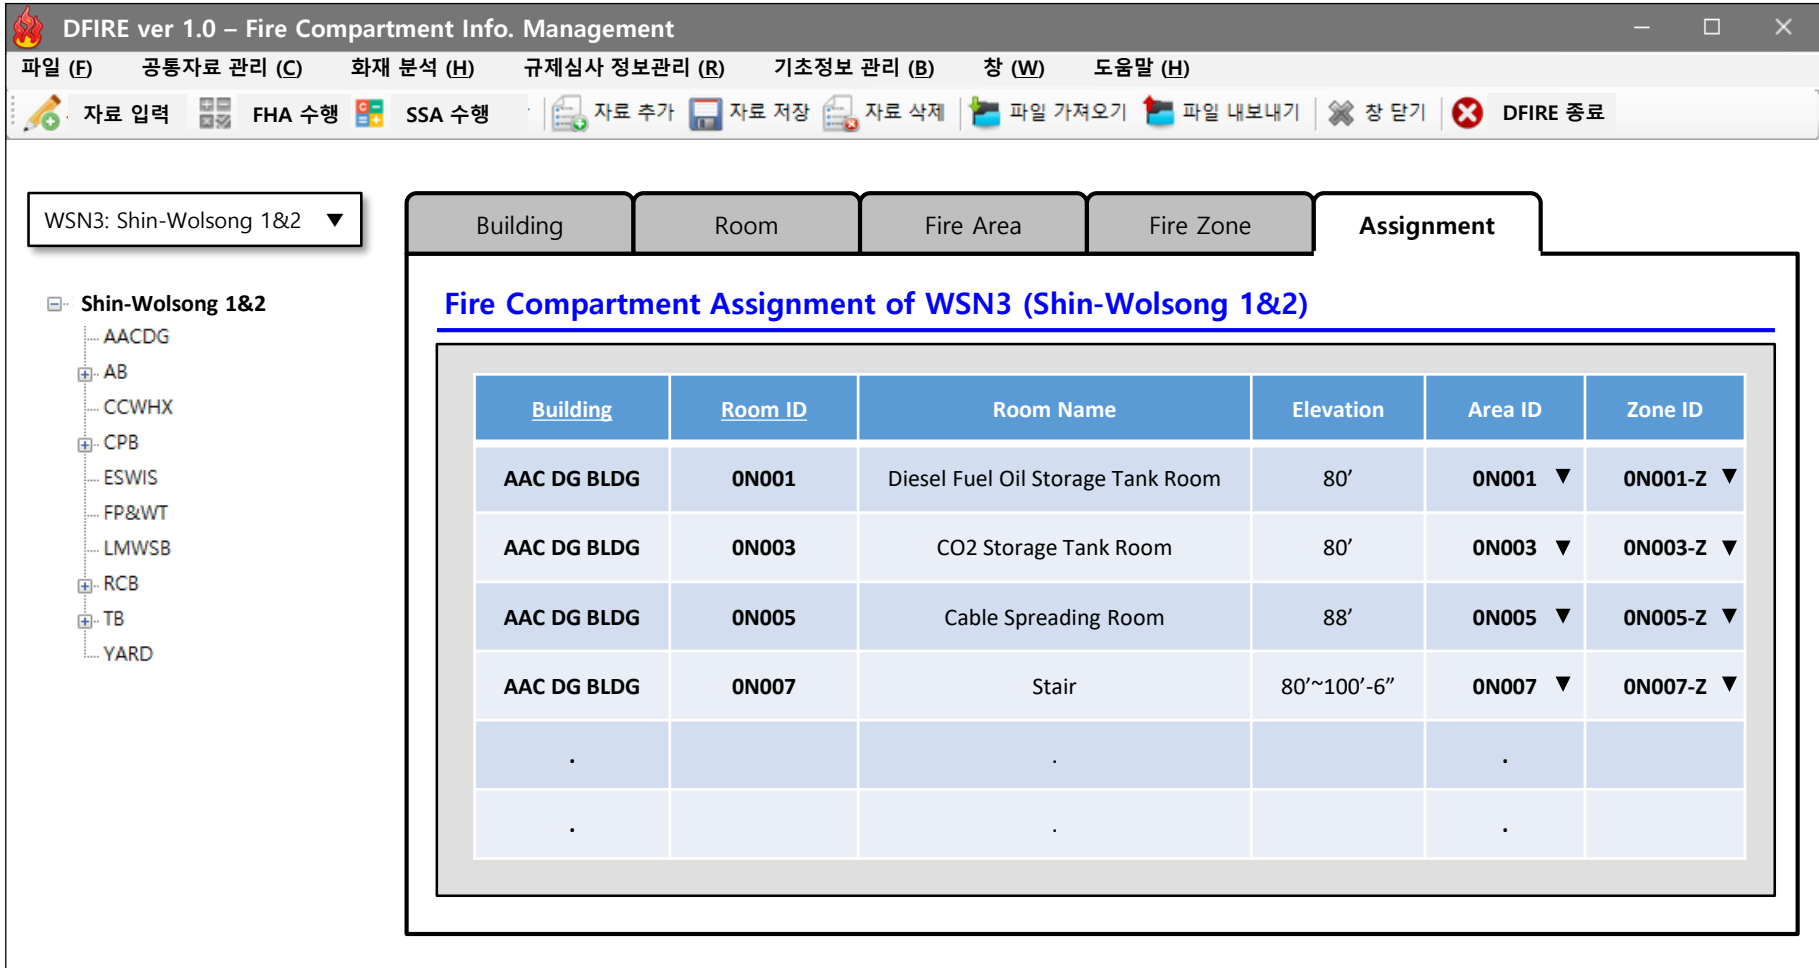 DFIRE ver 1.0 – Fire Compartment Info. Management
파일 (F) 공통자료 관리 (C) 화재 분석 (H) 규제심사 정보관리 (R) 기초정보 관리 (B) 창 (W) 도움말 (H)
자료 입력 FHA 수행 SSA 수행 자료 추가 자료 저장 자료 삭제 파일 가져오기 파일 내보내기 창 닫기 DFIRE 종료
WSN3: Shin-Wolsong 1&2 ▼
Shin-Wolsong 1&2
AACDG
AB
CCWHX
CPB
ESWIS
FP&WT
LMWSB
RCB
TB
YARD
Building Room Fire Area Fire Zone Assignment
Fire Compartment Assignment of WSN3 (Shin-Wolsong 1&2)
Building Room ID Room Name Elevation Area ID Zone ID
AAC DG BLDG 0N001 Diesel Fuel Oil Storage Tank Room 80′ 0N001 ▼ 0N001-Z ▼
AAC DG BLDG 0N003 CO2 Storage Tank Room 80′ 0N003 ▼ 0N003-Z ▼
AAC DG BLDG 0N005 Cable Spreading Room 88′ 0N005 ▼ 0N005-Z ▼
AAC DG BLDG 0N007 Stair 80′~100′-6″ 0N007 ▼ 0N007-Z ▼
. . .
. . .